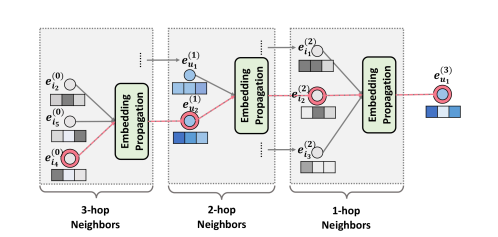 e_{i_2}^{(0)}
e_{i_5}^{(0)}
e_{i_4}^{(0)}
Embedding
Propagation
3-hop
Neighbors
e_{u_1}^{(1)}
e_{u_2}^{(1)}
Embedding
Propagation
2-hop
Neighbors
e_{i_1}^{(2)}
e_{i_2}^{(2)}
e_{i_3}^{(2)}
Embedding
Propagation
1-hop
Neighbors
e_{u_1}^{(3)}